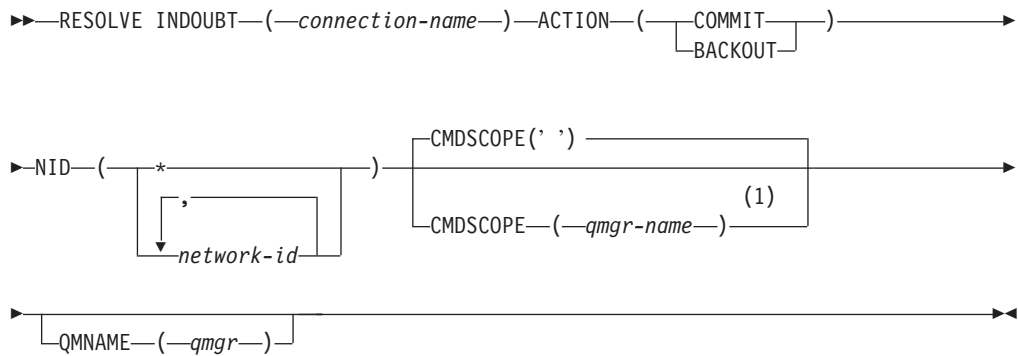 RESOLVE INDOUBT ( connection-name ) ACTION ( COMMIT )
BACKOUT
CMDSCOPE(’ ’)
NID ( * )
, (1)
CMDSCOPE ( qmgr-name )
network-id
QMNAME ( qmgr )